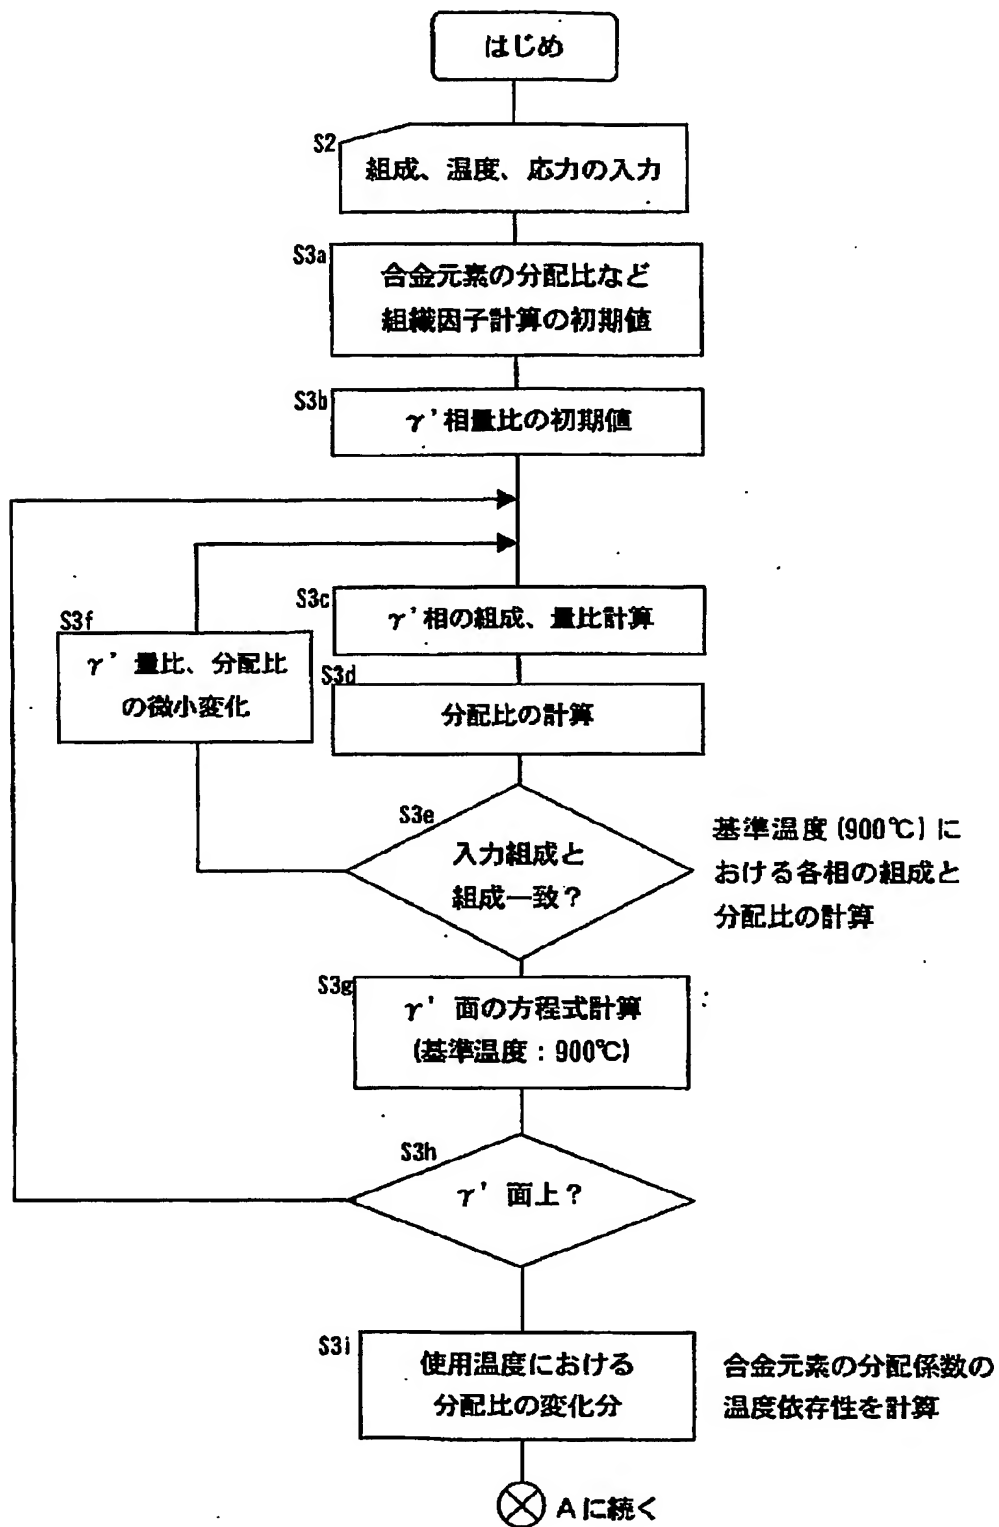 はじめ
S2
組成、温度、応力の入力
S3a
合金元素の分配比など
組織因子計算の初期値
S3b
γ'相量比の初期値
S3c
γ'相の組成、量比計算
S3f
γ' 量比、分配比
の微小変化
S3d
分配比の計算
S3e
入力組成と
組成一致？
基準温度(900℃)に
おける各相の組成と
分配比の計算
S3g
γ' 面の方程式計算
(基準温度：900℃)
S3h
γ' 面上？
S3i
使用温度における
分配比の変化分
合金元素の分配係数の
温度依存性を計算
Aに続く